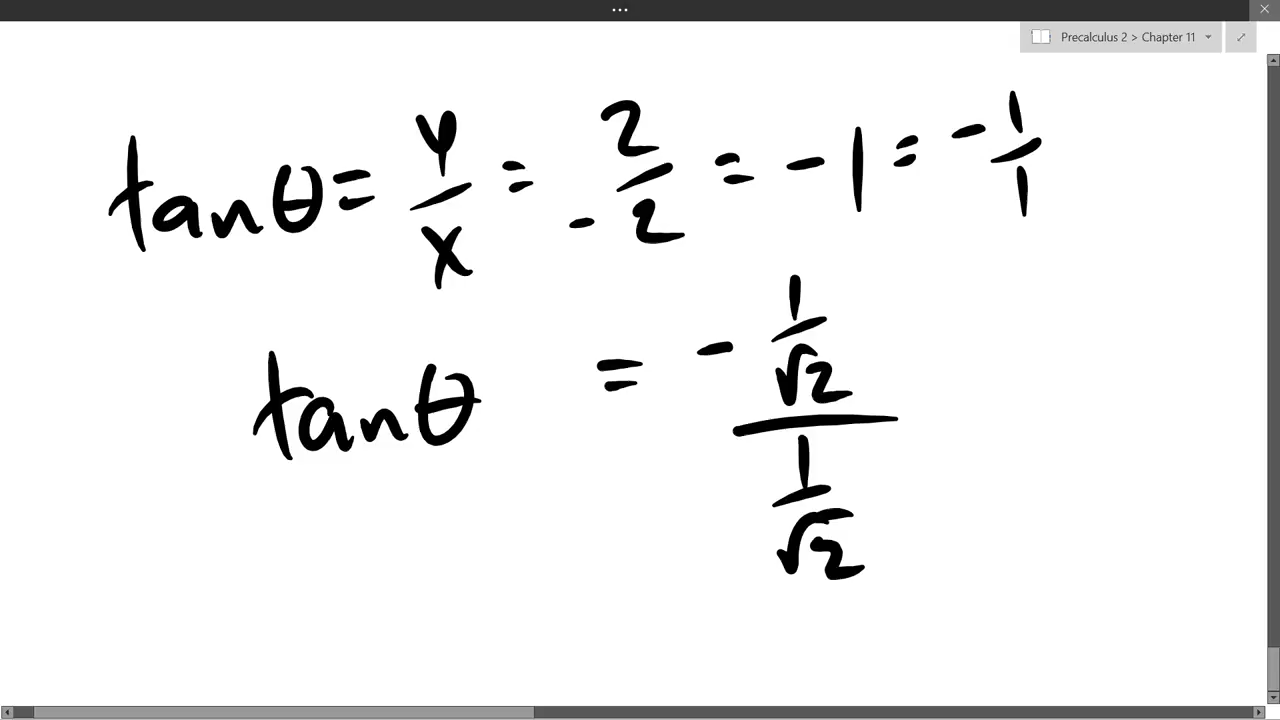 Precalculus 2 > Chapter 11
tanθ = y/x = 2/-2 = -1 = -1/1
tanθ = -(1/√2)/(1/√2)